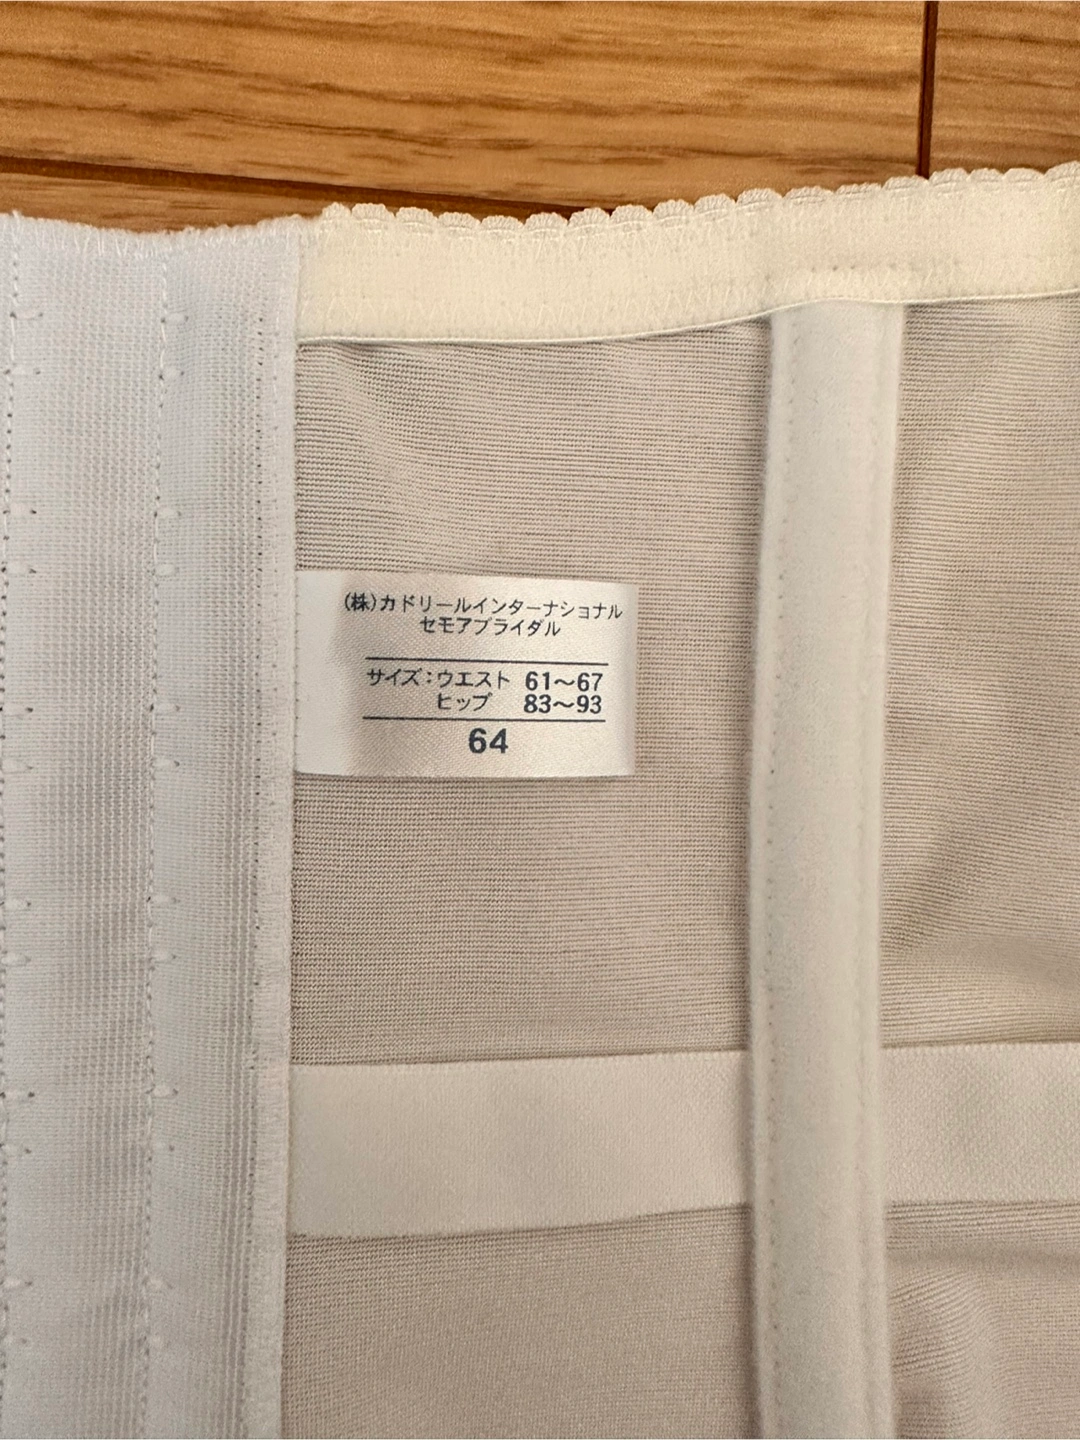 (株)カドリールインターナショナル
セモアブライダル
サイズ:ウエスト 61〜67
ヒップ 83〜93
64